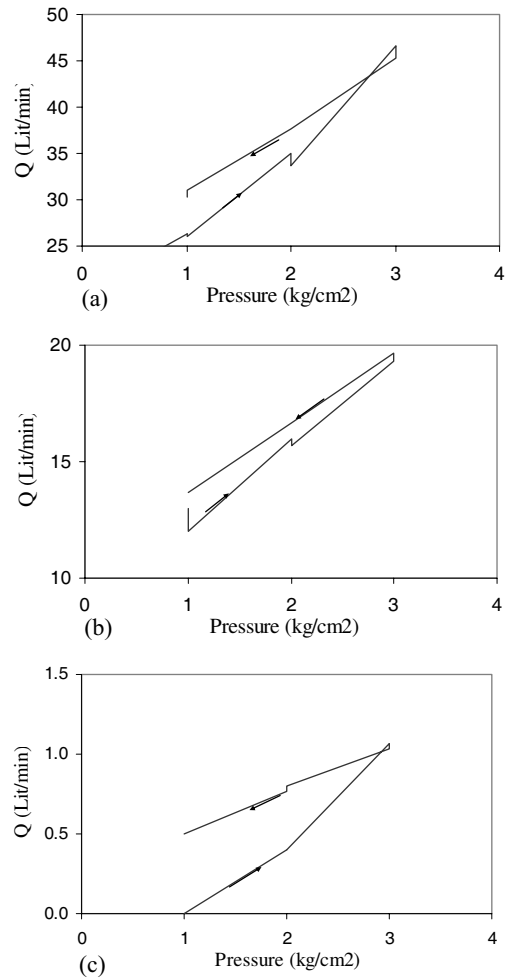 50
45
40
35
30
25
Q (Lit/min)
0 1 2 3 4
(a) Pressure (kg/cm2)
20
15
10
Q (Lit/min)
0 1 2 3 4
(b) Pressure (kg/cm2)
1.5
1.0
0.5
0.0
Q (Lit/min)
0 1 2 3 4
(c) Pressure (kg/cm2)